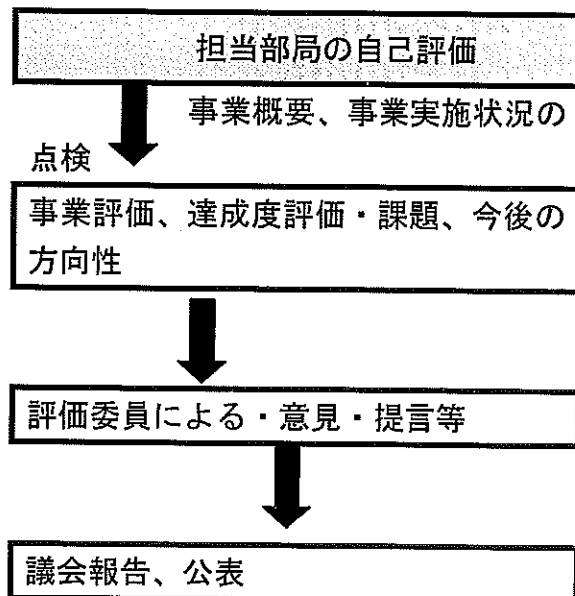 担当部局の自己評価
事業概要、事業実施状況の
点検
事業評価、達成度評価・課題、今後の
方向性
評価委員による・意見・提言等
議会報告、公表